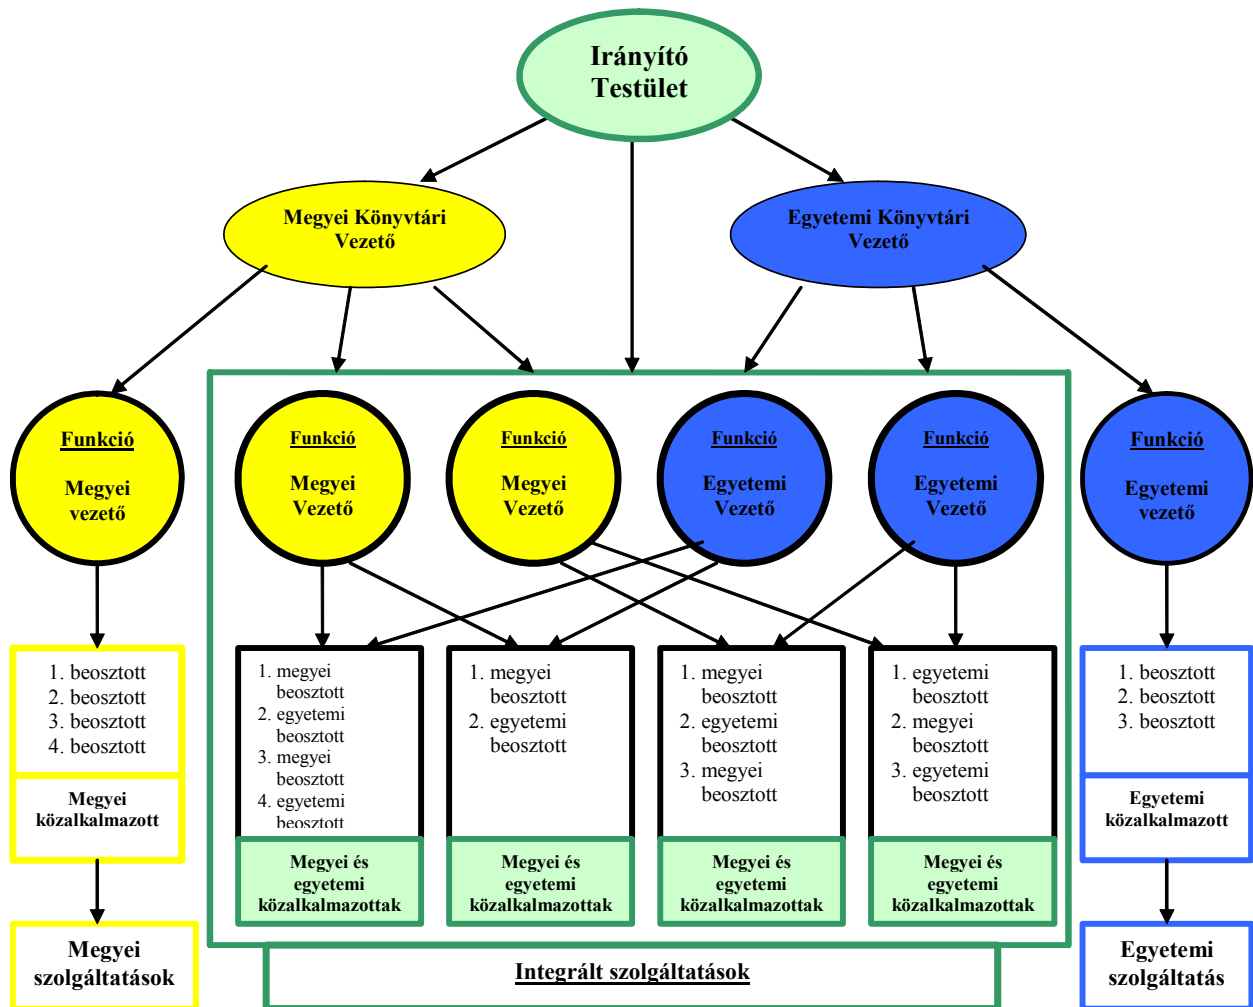 Irányító
Testület
Megyei Könyvtári
Vezető
Egyetemi Könyvtári
Vezető
Funkció
Megyei
vezető
Funkció
Megyei
Vezető
Funkció
Megyei
Vezető
Funkció
Egyetemi
Vezető
Funkció
Egyetemi
Vezető
Funkció
Egyetemi
vezető
1. beosztott
2. beosztott
3. beosztott
4. beosztott
Megyei
közalkalmazott
1. megyei
beosztott
2. egyetemi
beosztott
3. megyei
beosztott
4. egyetemi
beosztott
Megyei és
egyetemi
közalkalmazottak
1. megyei
beosztott
2. egyetemi
beosztott
Megyei és
egyetemi
közalkalmazottak
1. megyei
beosztott
2. egyetemi
beosztott
3. megyei
beosztott
Megyei és
egyetemi
közalkalmazottak
1. egyetemi
beosztott
2. megyei
beosztott
3. egyetemi
beosztott
Megyei és
egyetemi
közalkalmazottak
1. beosztott
2. beosztott
3. beosztott
Egyetemi
közalkalmazott
Megyei
szolgáltatások
Integrált szolgáltatások
Egyetemi
szolgáltatás